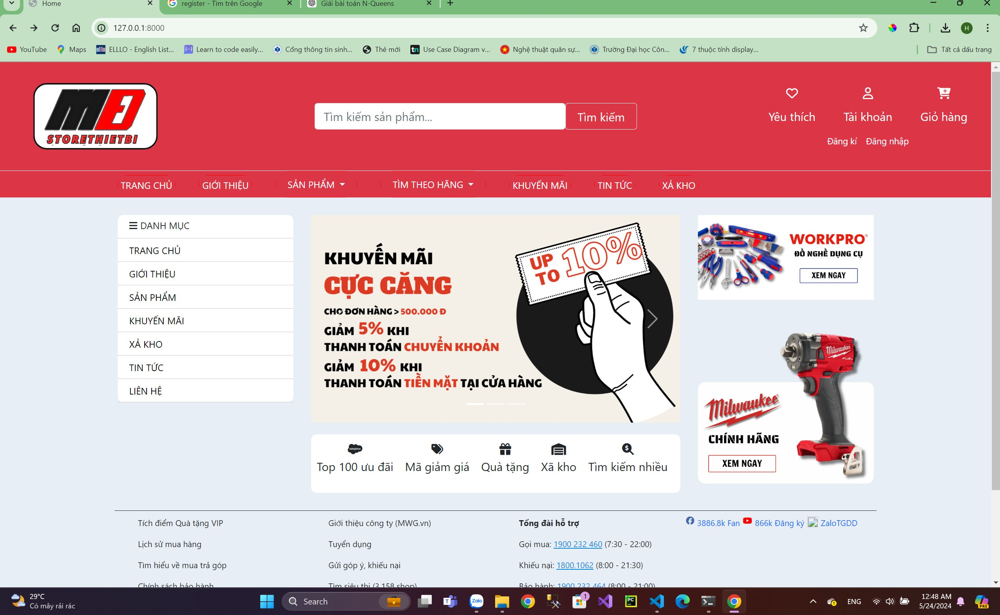 Home
register - Tìm trên Google
Giải bài toán N-Queens
127.0.0.1:8000
H
YouTube
Maps
elllo
ELLLO - English List...
Learn to code easily...
Cổng thông tin sinh...
Thẻ mới
tn
Use Case Diagram v...
Nghệ thuật quân sự...
Trường Đại học Côn...
7 thuộc tính display...
Tất cả dấu trang
STORETHIETBI
Tìm kiếm sản phẩm...
Tìm kiếm
Yêu thích
Tài khoản
Giỏ hàng
Đăng kí
Đăng nhập
TRANG CHỦ
GIỚI THIỆU
SẢN PHẨM
TÌM THEO HÃNG
KHUYẾN MÃI
TIN TỨC
XẢ KHO
DANH MỤC
TRANG CHỦ
GIỚI THIỆU
SẢN PHẨM
KHUYẾN MÃI
XẢ KHO
TIN TỨC
LIÊN HỆ
KHUYẾN MÃI
CỰC CĂNG
CHO ĐƠN HÀNG > 500.000 Đ
GIẢM 5% KHI
THANH TOÁN CHUYỂN KHOẢN
GIẢM 10% KHI
THANH TOÁN TIỀN MẶT TẠI CỬA HÀNG
UP TO 10%
WORKPRO®
ĐỒ NGHỀ DỤNG CỤ
XEM NGAY
Milwaukee
FUEL
Milwaukee®
CHÍNH HÃNG
XEM NGAY
salesforce
Top 100 ưu đãi
Mã giảm giá
Quà tặng
Xã kho
Tìm kiếm nhiều
Tích điểm Quà tặng VIP
Lịch sử mua hàng
Tìm hiểu về mua trả góp
Chính sách bảo hành
Giới thiệu công ty (MWG.vn)
Tuyển dụng
Gửi góp ý, khiếu nại
Tìm siêu thị (3.158 shop)
Tổng đài hỗ trợ
Gọi mua: 1900 232 460 (7:30 - 22:00)
Khiếu nại: 1800.1062 (8:00 - 21:30)
Bảo hành: 1900 232 464 (8:00 - 21:00)
3886.8k Fan
866k Đăng ký
ZaloTGDD
29°C
Có mây rải rác
Search
T
Zalo
1
PC
ENG
12:48 AM
5/24/2024
PRE